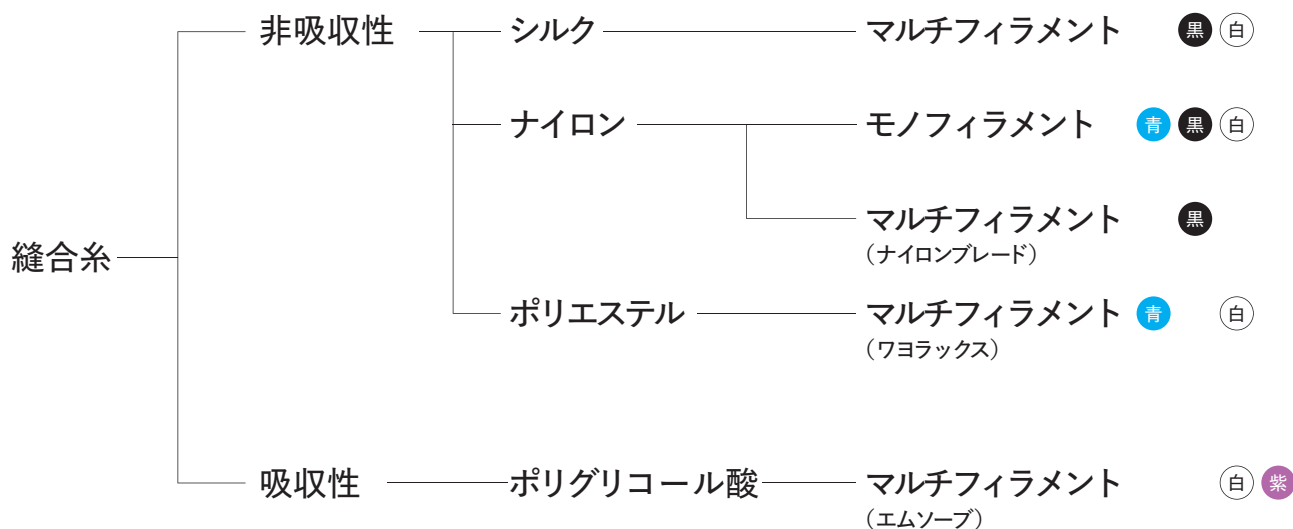 非吸収性 シルク マルチフィラメント 黒 白
ナイロン モノフィラメント 青 黒 白
マルチフィラメント 黒
（ナイロンブレード）
縫合糸
ポリエステル マルチフィラメント 青 白
（ワヨラックス）
吸収性 ポリグリコール酸 マルチフィラメント 白 紫
（エムソーブ）